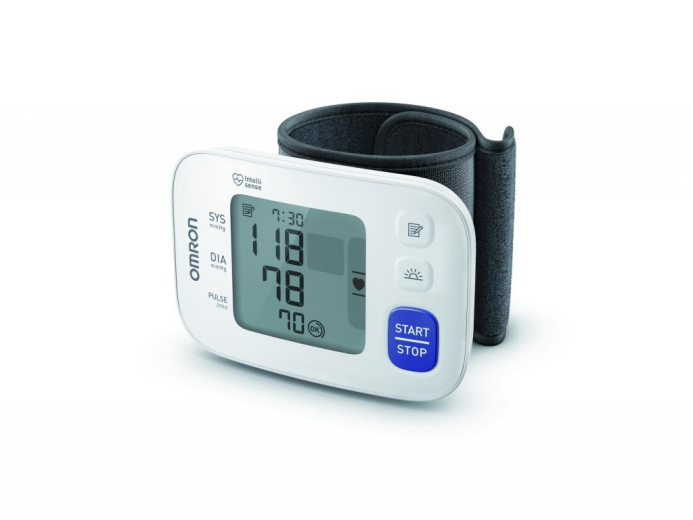 Intelli
sense
OMRON
SYS
mmHg
DIA
mmHg
PULSE
/min
7:30
118
78
70
OK
START
STOP